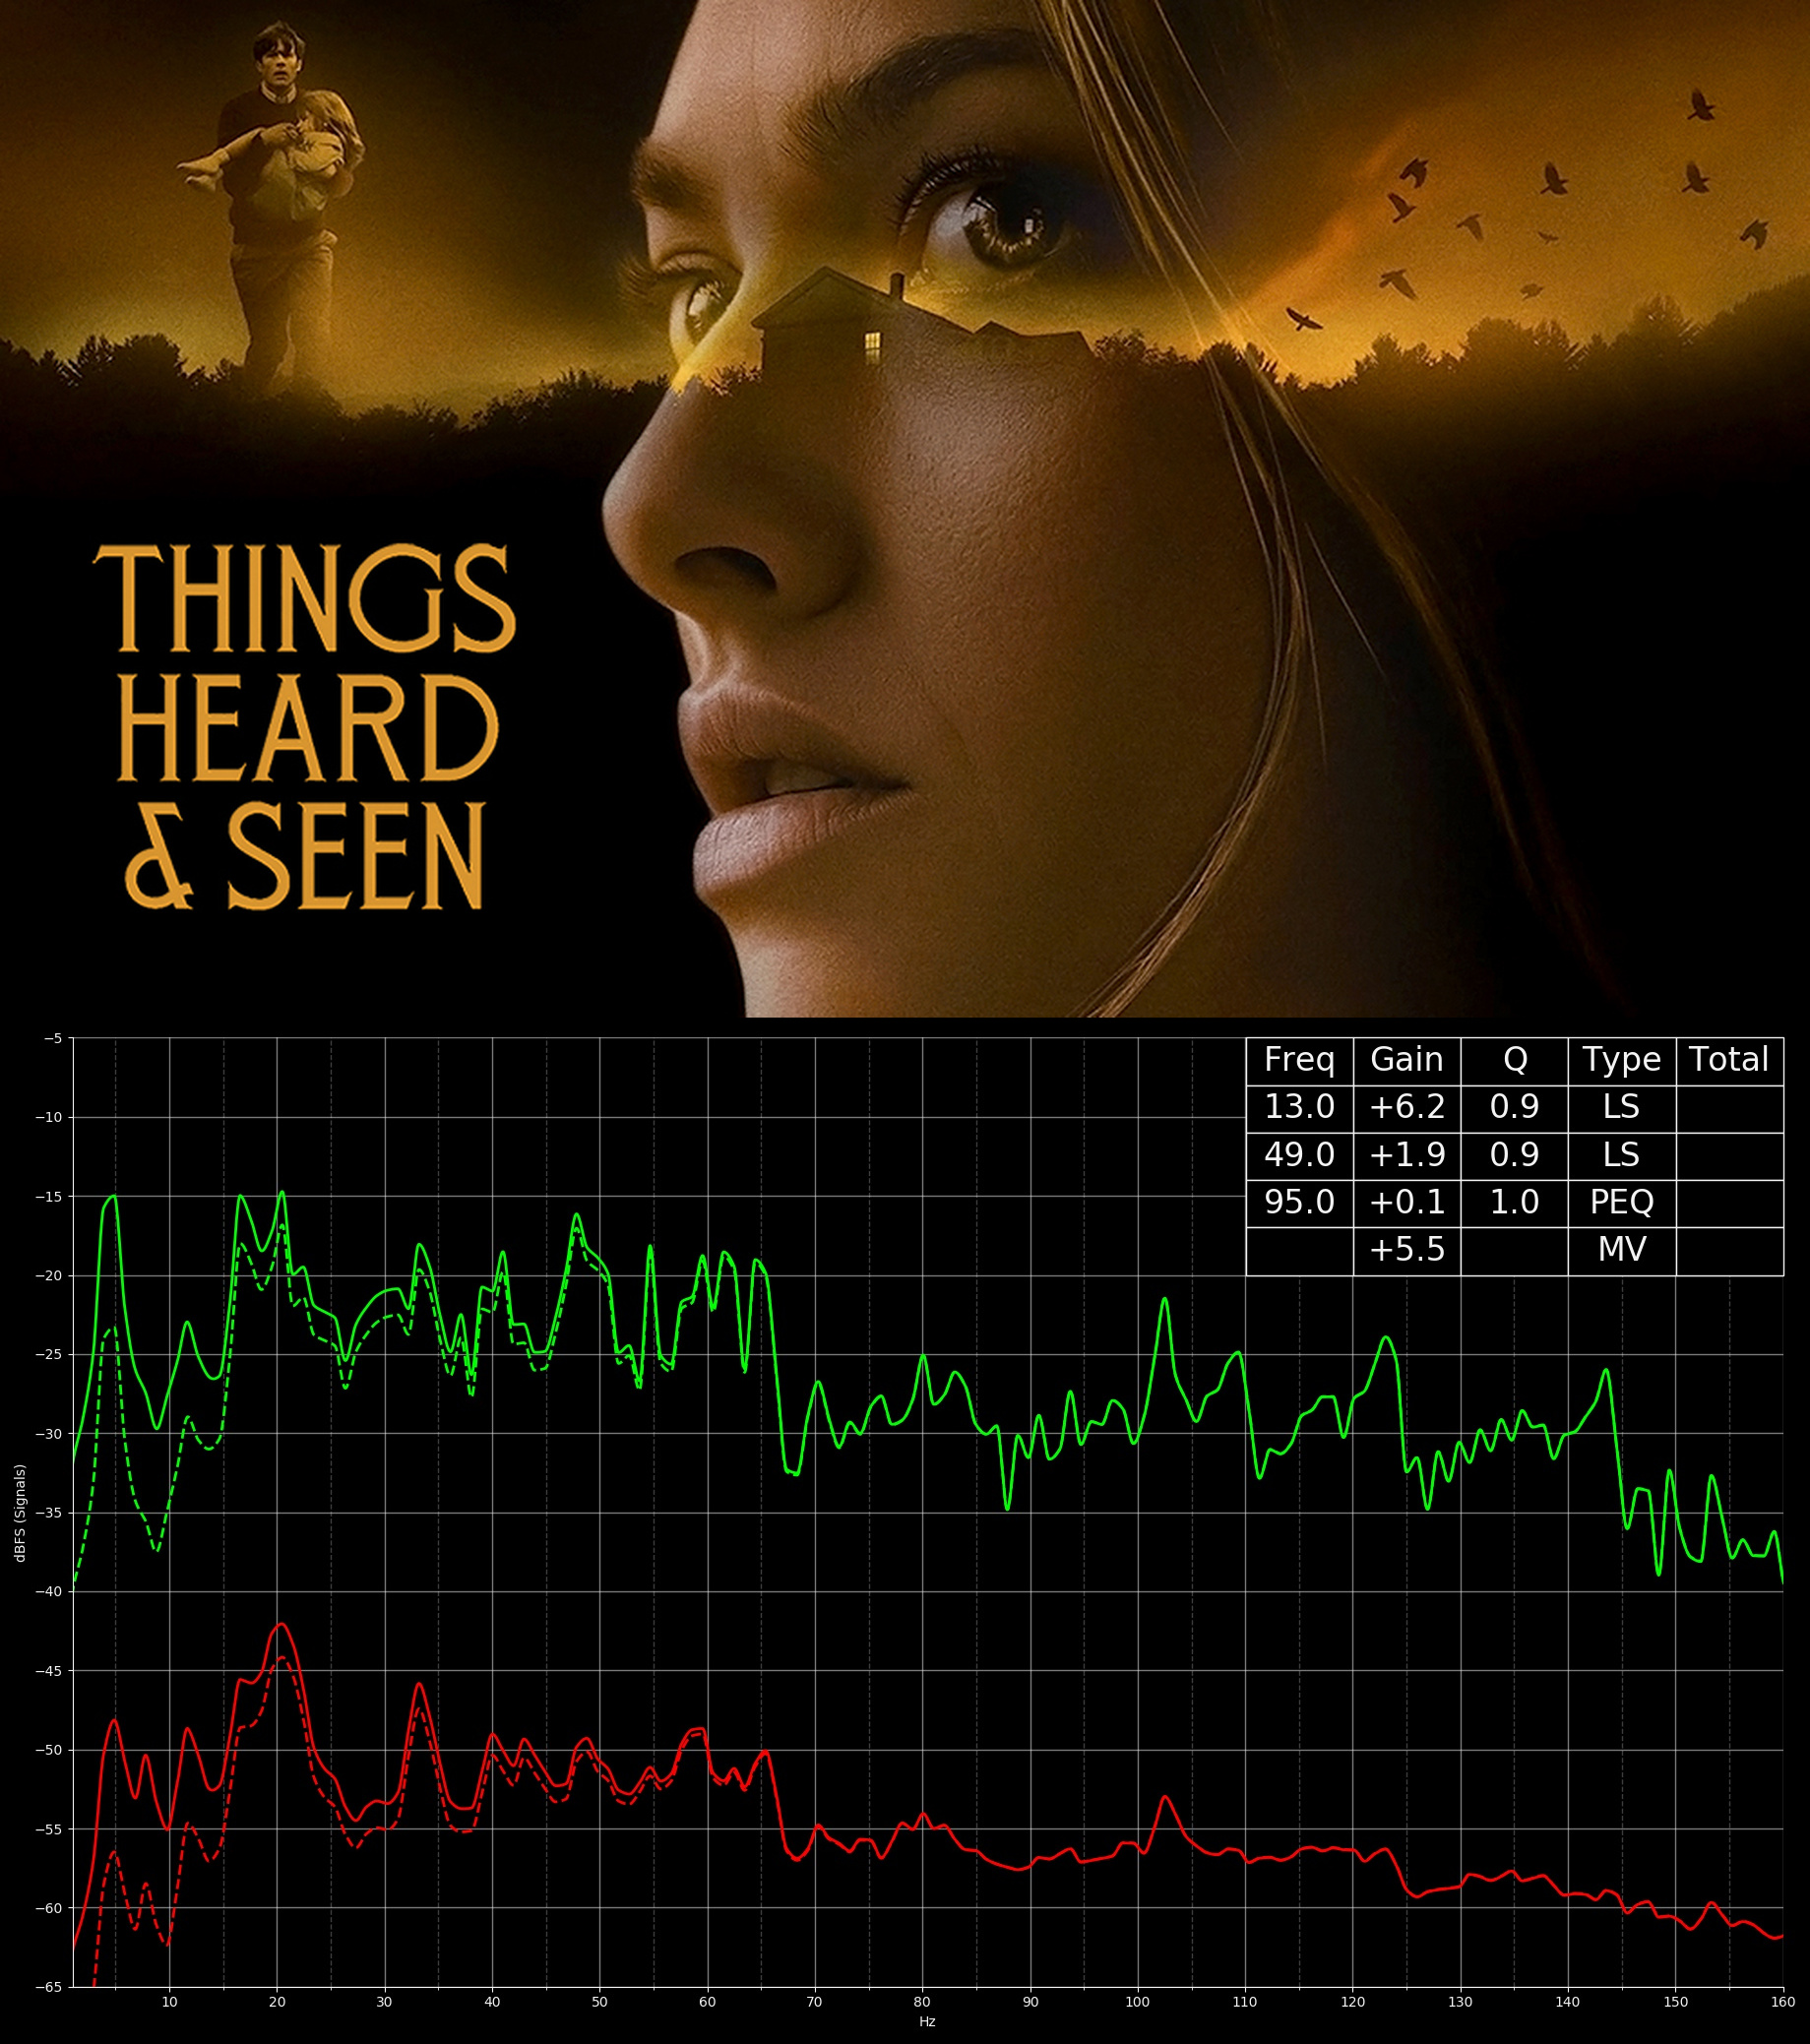 THINGS
HEARD
& SEEN
Freq Gain Q Type Total
13.0 +6.2 0.9 LS
49.0 +1.9 0.9 LS
95.0 +0.1 1.0 PEQ
+5.5 MV
−5
−10
−15
−20
−25
−30
−35
−40
−45
−50
−55
−60
−65
dBFS (Signals)
10 20 30 40 50 60 70 80 90 100 110 120 130 140 150 160
Hz